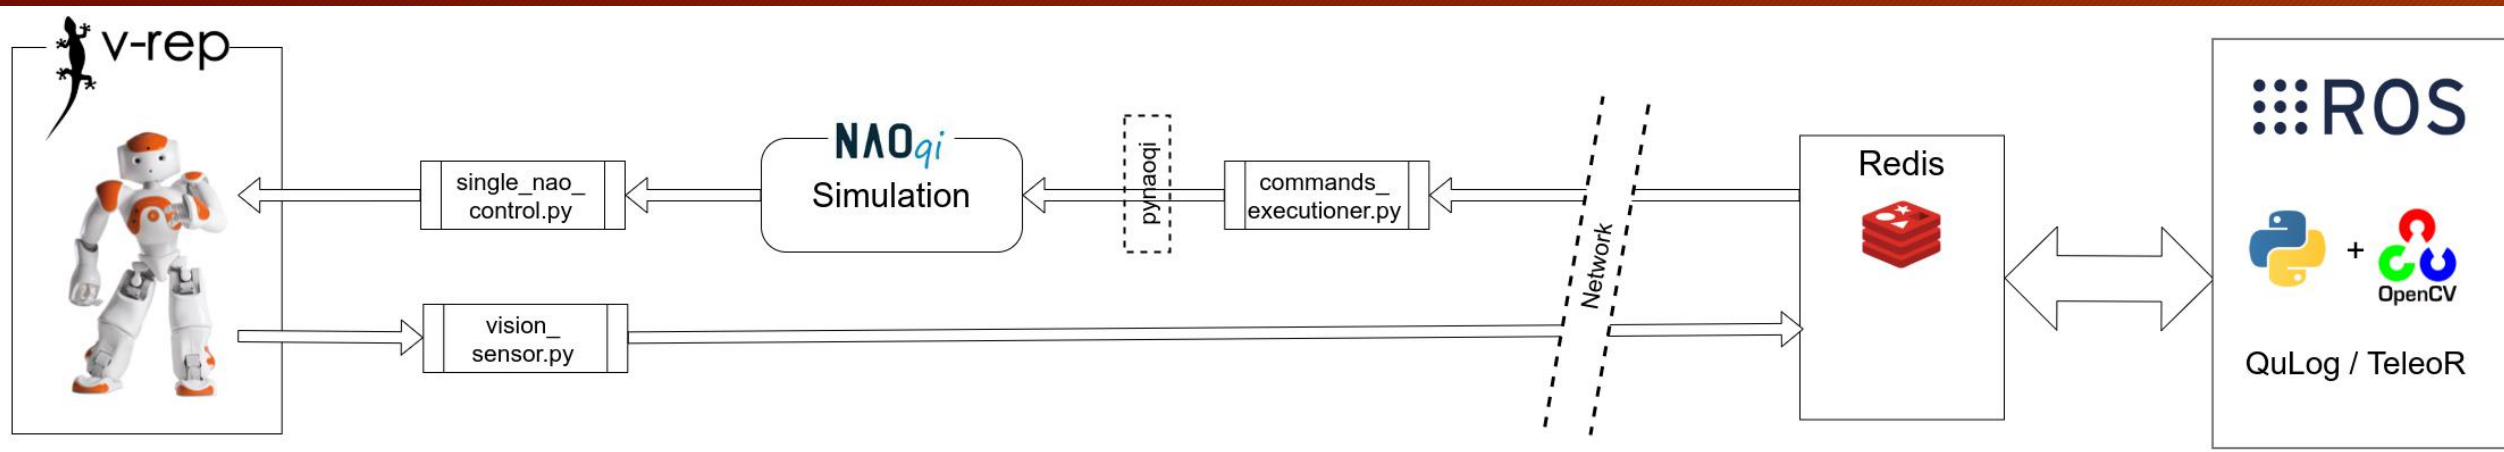 v-rep
single_nao_
control.py
NAOqi
Simulation
pynaoqi
commands_
executioner.py
vision_
sensor.py
Network
Redis
ROS
+
OpenCV
QuLog / TeleoR